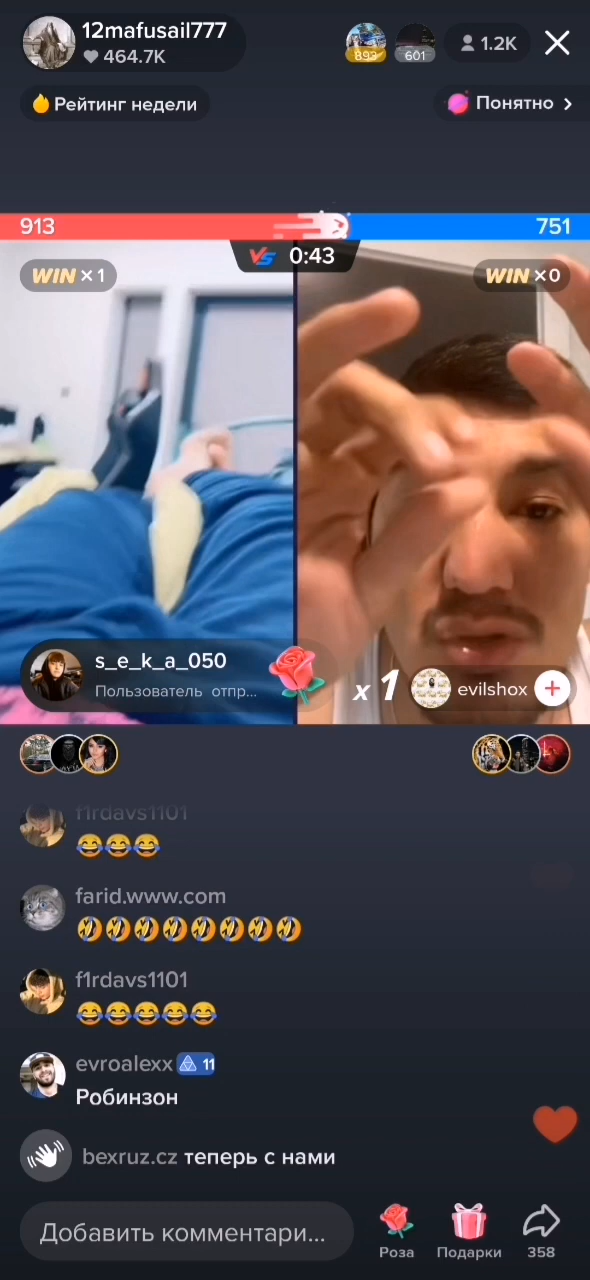 12mafusail777
464.7K
893
601
1.2K
Рейтинг недели
Понятно
913
751
VS 0:43
WIN ×1
WIN ×0
s_e_k_a_050
Пользователь отпр...
x 1
evilshox
f1rdavs1101
farid.www.com
f1rdavs1101
evroalexx 11
Робинзон
bexruz.cz теперь с нами
Добавить комментари...
Роза
Подарки
358